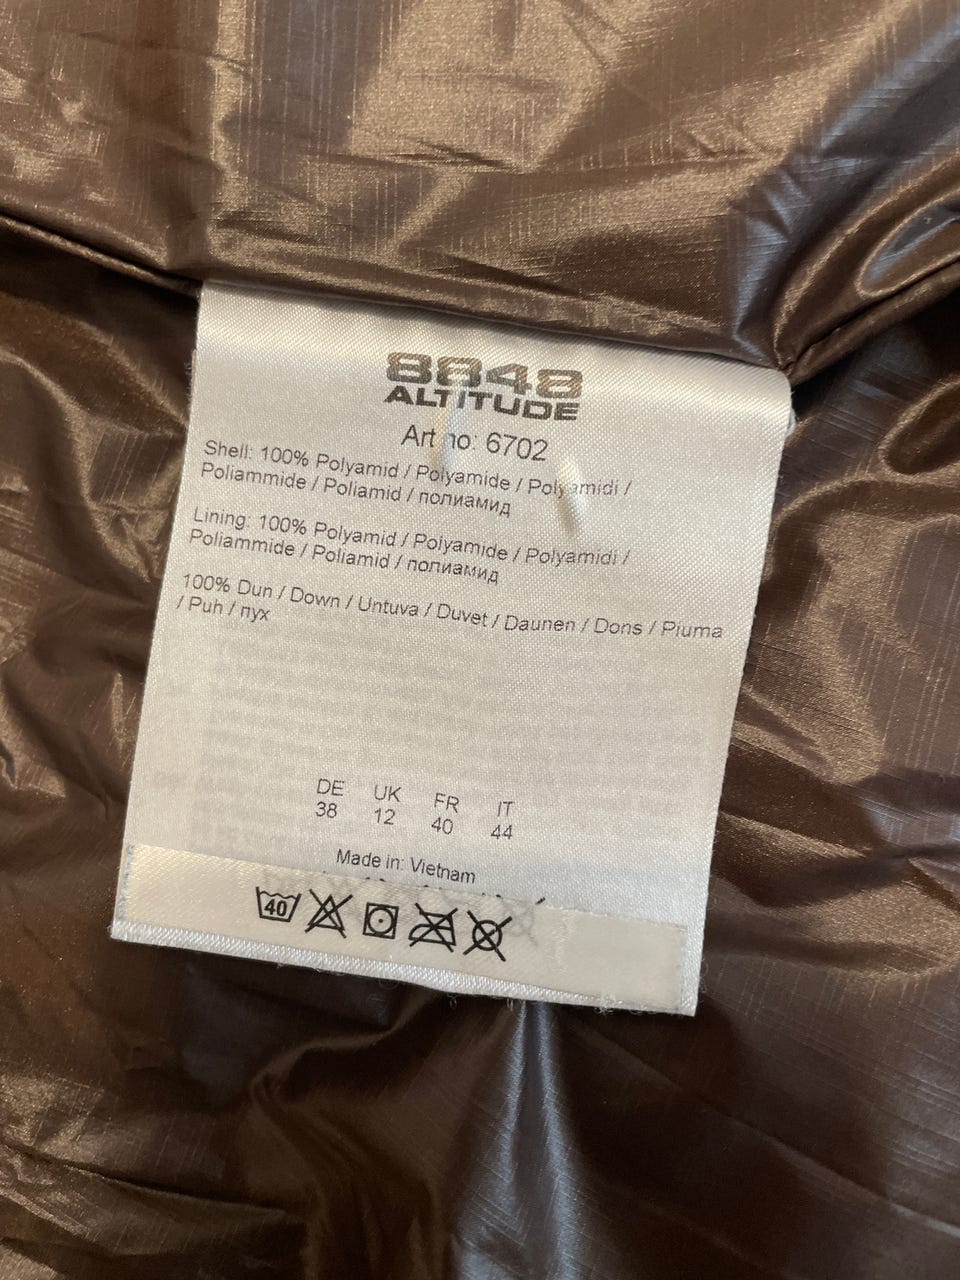 8848
ALTITUDE
Art no: 6702
Shell: 100% Polyamid / Polyamide / Polyamidi /
Poliammide / Poliamid / полиамид
Lining: 100% Polyamid / Polyamide / Polyamidi /
Poliammide / Poliamid / полиамид
100% Dun / Down / Untuva / Duvet / Daunen / Dons / Piuma
/ Puh / пух
DE UK FR IT
38 12 40 44
Made in: Vietnam
40